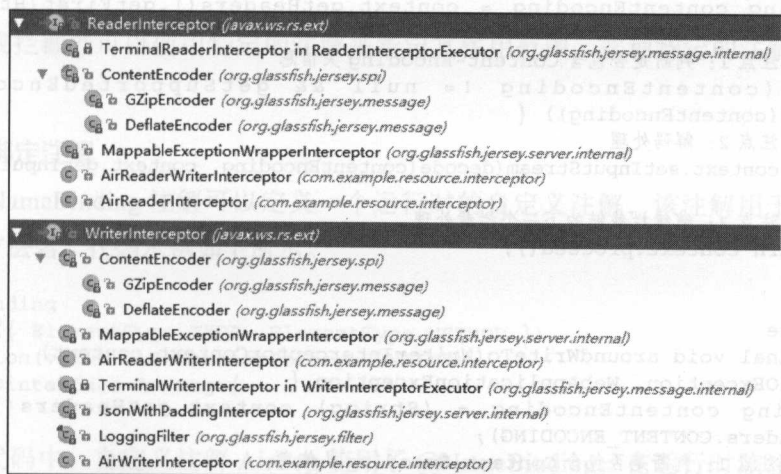 ReaderInterceptor (javax.ws.rs.ext)
TerminalReaderInterceptor in ReaderInterceptorExecutor (org.glassfish.jersey.message.internal)
ContentEncoder (org.glassfish.jersey.spi)
GZipEncoder (org.glassfish.jersey.message)
DeflateEncoder (org.glassfish.jersey.message)
MappableExceptionWrapperInterceptor (org.glassfish.jersey.server.internal)
AirReaderWriterInterceptor (com.example.resource.interceptor)
AirReaderInterceptor (com.example.resource.interceptor)
WriterInterceptor (javax.ws.rs.ext)
ContentEncoder (org.glassfish.jersey.spi)
GZipEncoder (org.glassfish.jersey.message)
DeflateEncoder (org.glassfish.jersey.message)
MappableExceptionWrapperInterceptor (org.glassfish.jersey.server.internal)
AirReaderWriterInterceptor (com.example.resource.interceptor)
TerminalWriterInterceptor in WriterInterceptorExecutor (org.glassfish.jersey.message.internal)
JsonWithPaddingInterceptor (org.glassfish.jersey.server.internal)
LoggingFilter (org.glassfish.jersey.filter)
AirWriterInterceptor (com.example.resource.interceptor)